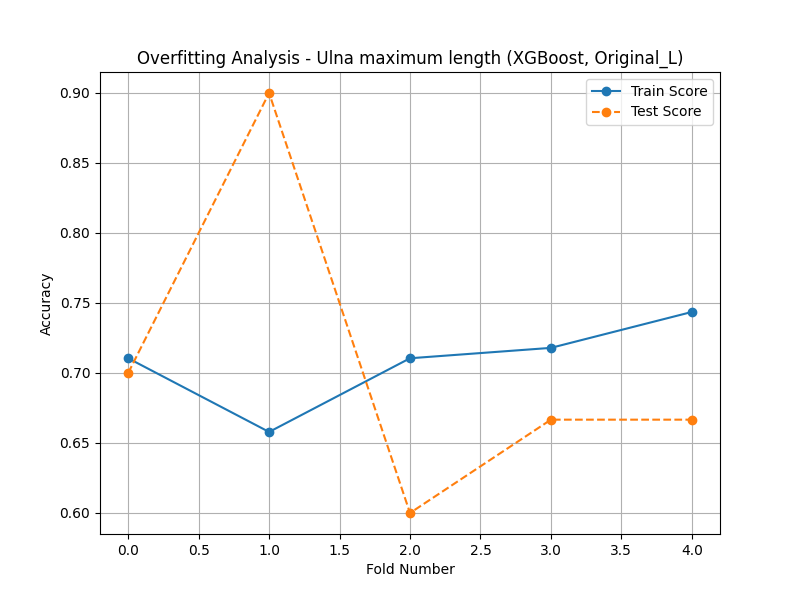 Overfitting Analysis - Ulna maximum length (XGBoost, Original_L)
Train Score
Test Score
0.90
0.85
0.80
0.75
0.70
0.65
0.60
Accuracy
0.0 0.5 1.0 1.5 2.0 2.5 3.0 3.5 4.0
Fold Number